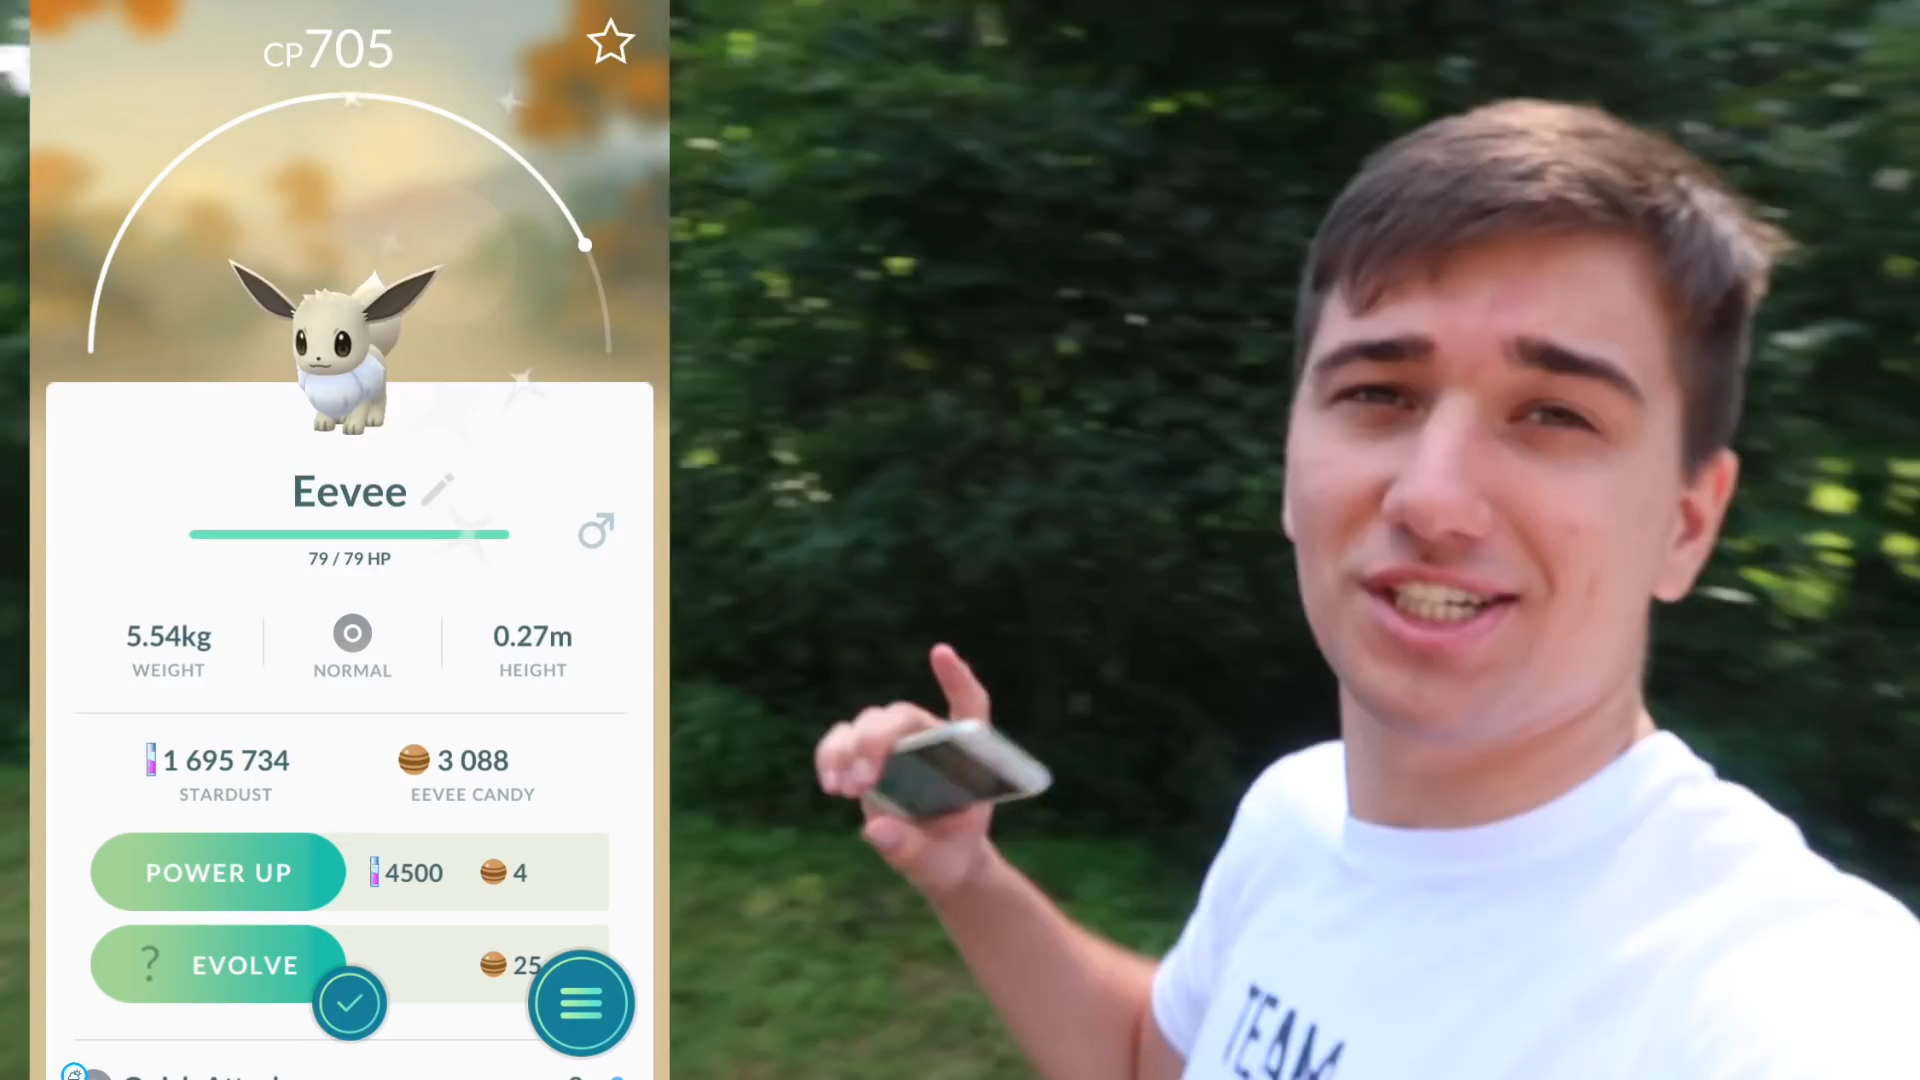 CP705
Eevee
79 / 79 HP
5.54kg
WEIGHT
NORMAL
0.27m
HEIGHT
1 695 734
STARDUST
3 088
EEVEE CANDY
POWER UP 4500 4
? EVOLVE 25
TEAM